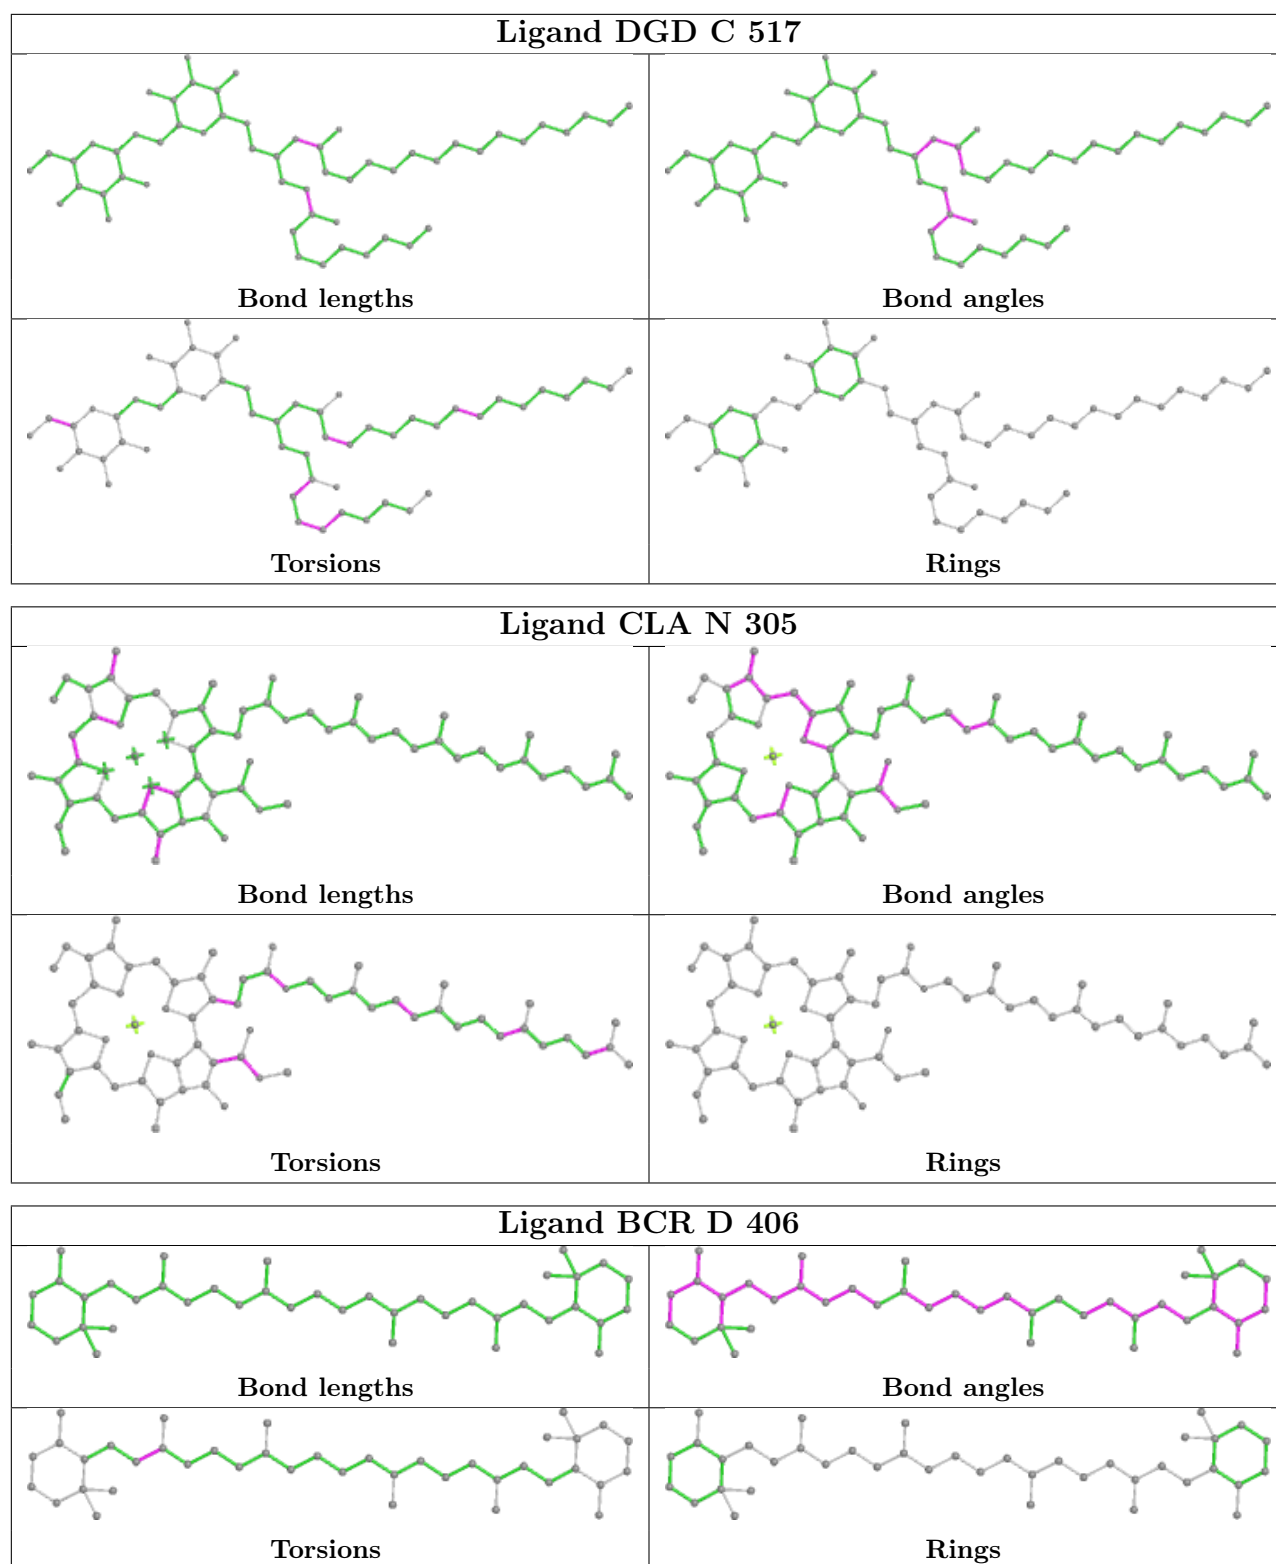 Ligand DGD C 517
Bond lengths
Bond angles
Torsions
Rings
Ligand CLA N 305
Bond lengths
Bond angles
Torsions
Rings
Ligand BCR D 406
Bond lengths
Bond angles
Torsions
Rings